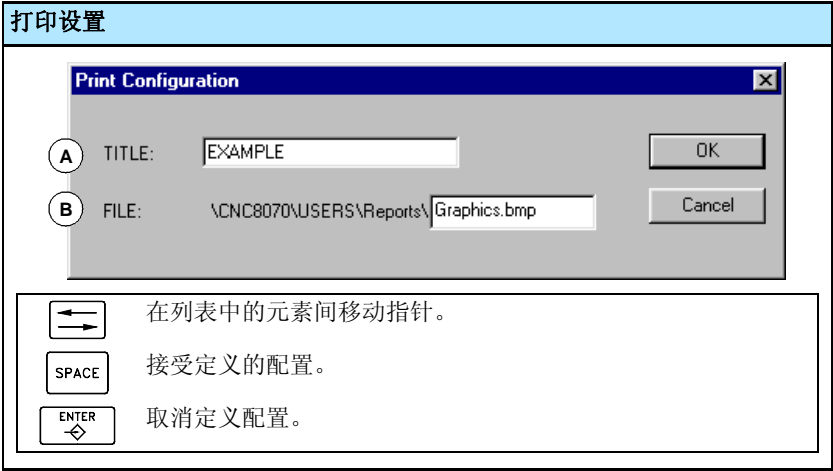 打印设置
Print Configuration
A TITLE: EXAMPLE OK
B FILE: \CNC8070\USERS\Reports\Graphics.bmp Cancel
在列表中的元素间移动指针。
SPACE 接受定义的配置。
ENTER 取消定义配置。